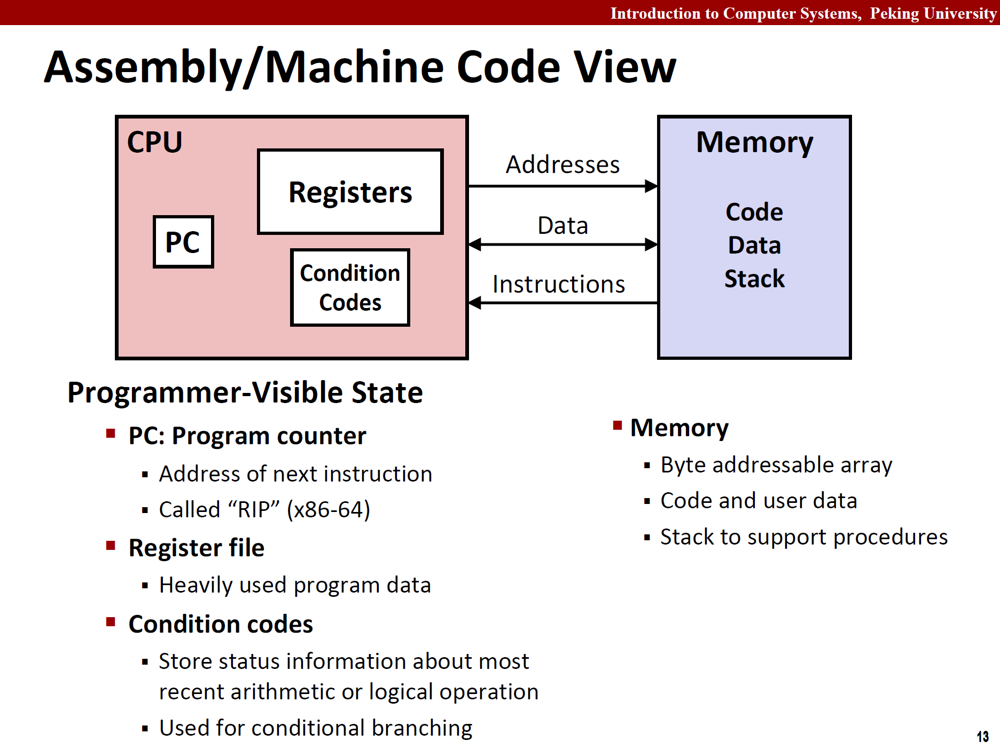 Introduction to Computer Systems, Peking University
Assembly/Machine Code View
CPU
Registers
PC
Condition
Codes
Addresses
Data
Instructions
Memory
Code
Data
Stack
Programmer-Visible State
PC: Program counter
Address of next instruction
Called “RIP” (x86-64)
Register file
Heavily used program data
Condition codes
Store status information about most
recent arithmetic or logical operation
Used for conditional branching
Memory
Byte addressable array
Code and user data
Stack to support procedures
13